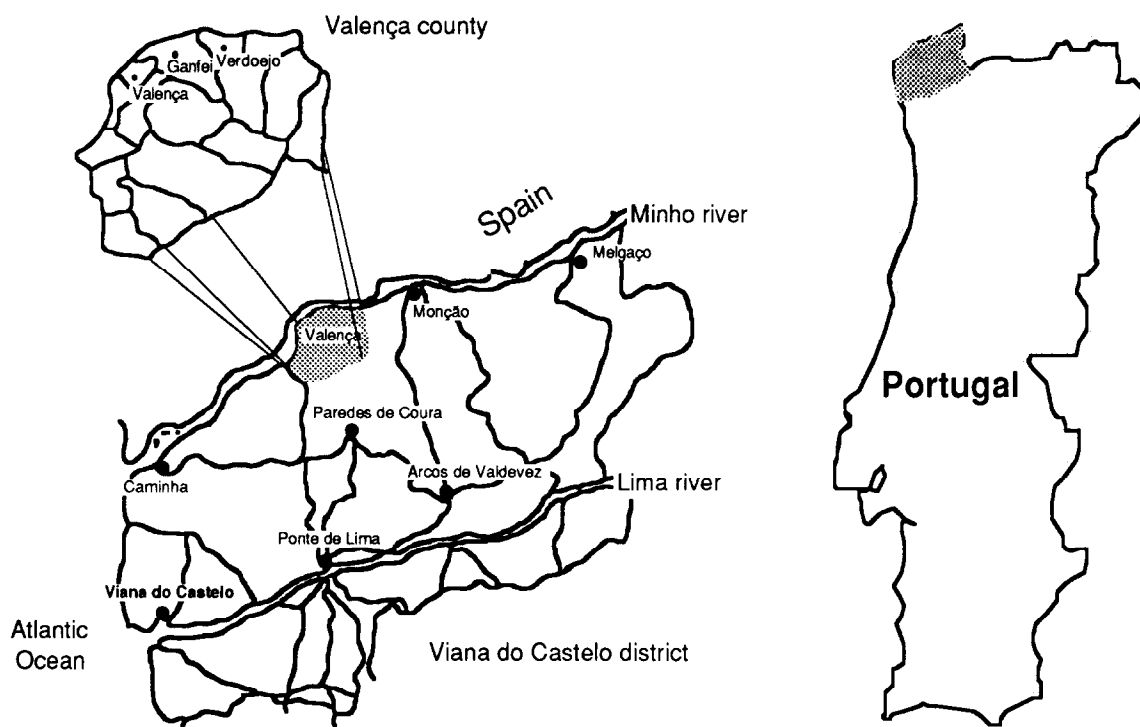 Valença county
Ganfei
Verdoejo
Valença
Spain
Minho river
Melgaço
Monção
Valença
Portugal
Paredes de Coura
Arcos de Valdevez
Lima river
Caminha
Ponte de Lima
Viana do Castelo
Atlantic
Ocean
Viana do Castelo district